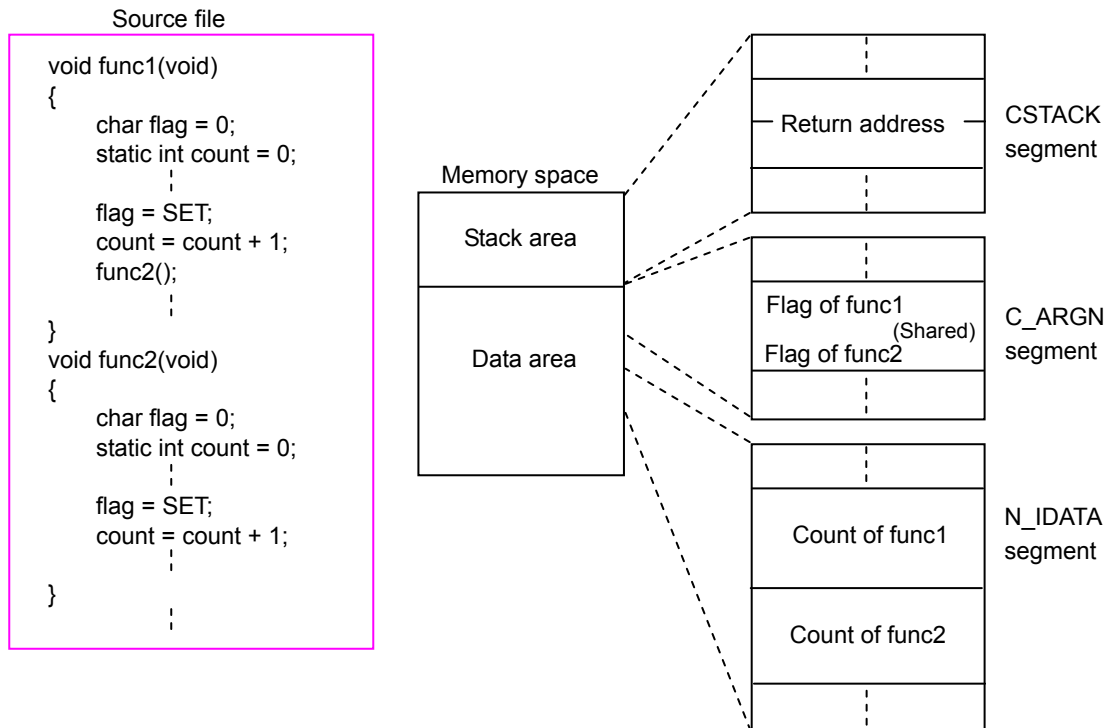 Source file
void func1(void)
{
char flag = 0;
static int count = 0;
flag = SET;
count = count + 1;
func2();
}
void func2(void)
{
char flag = 0;
static int count = 0;
flag = SET;
count = count + 1;
}
Memory space
Stack area
Data area
Return address
CSTACK
segment
Flag of func1
(Shared)
Flag of func2
C_ARGN
segment
Count of func1
Count of func2
N_IDATA
segment